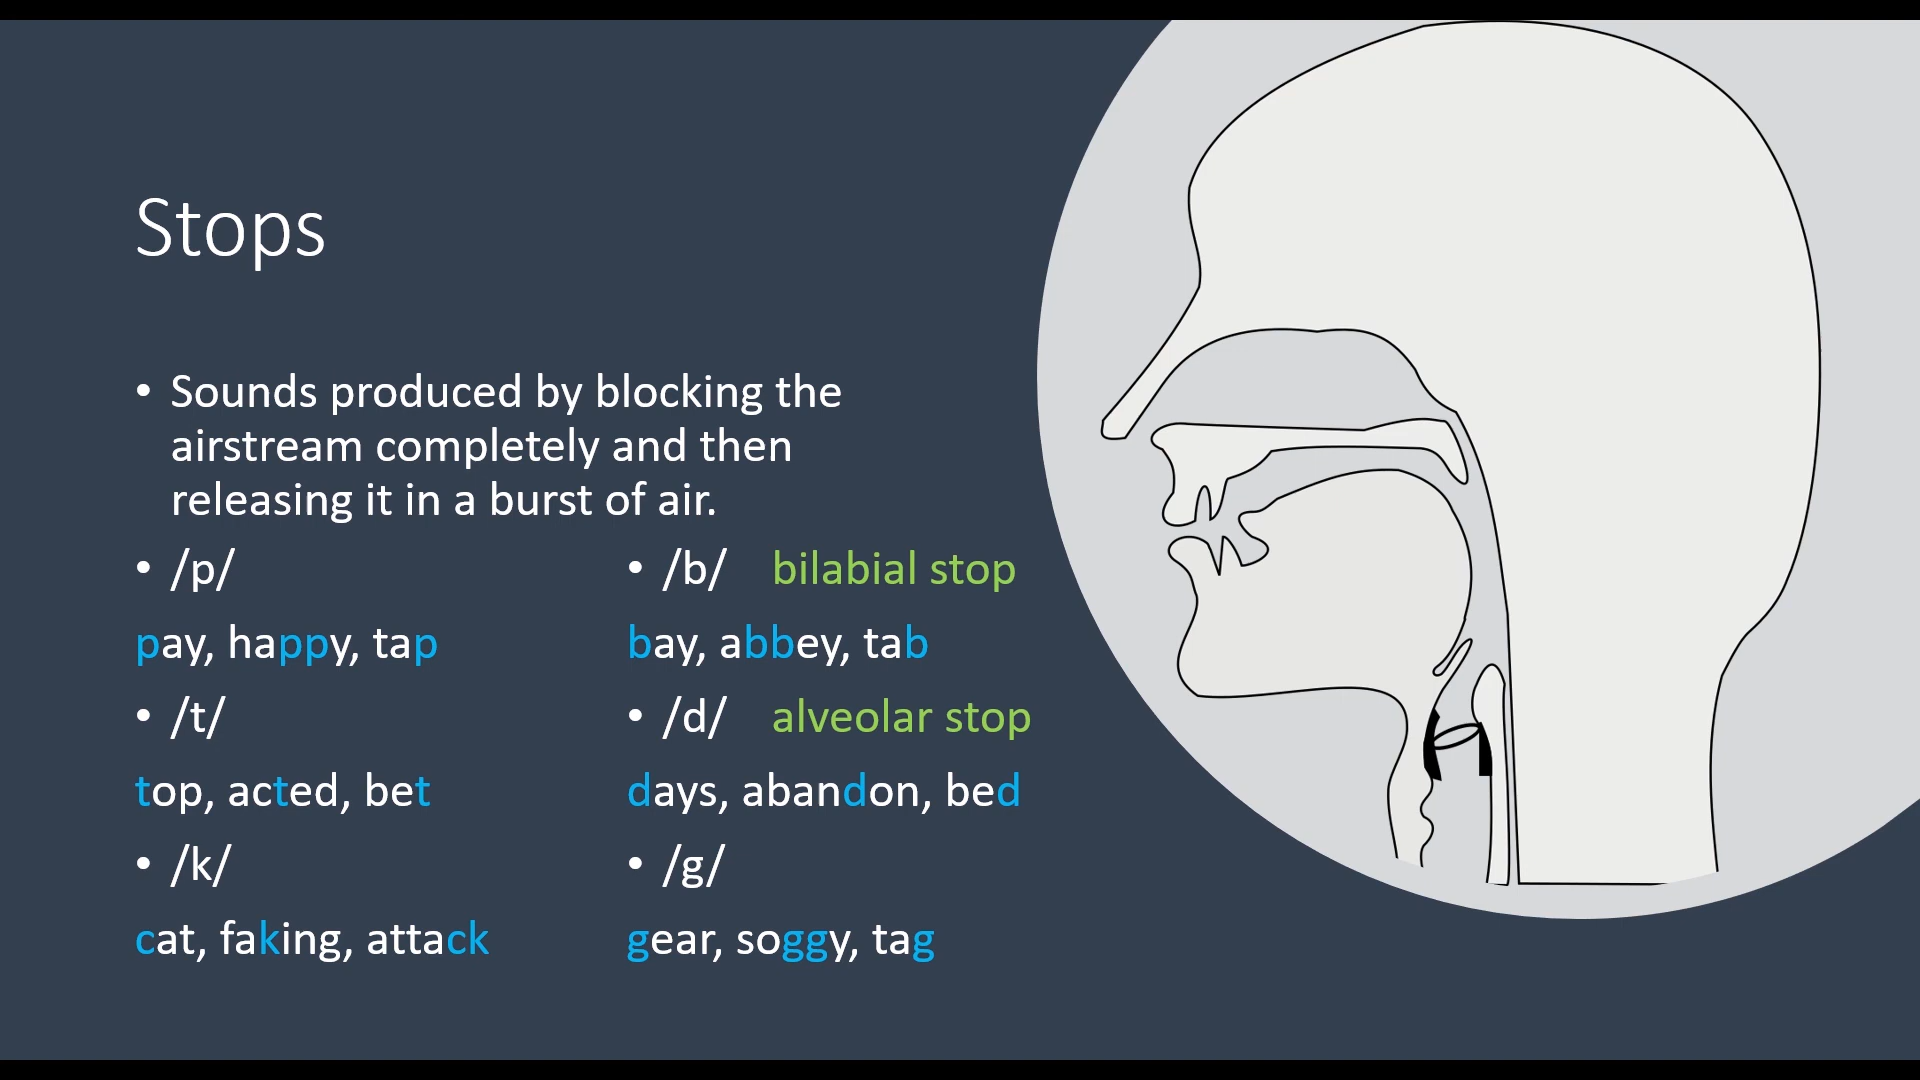 Stops
• Sounds produced by blocking the
airstream completely and then
releasing it in a burst of air.
• /p/ • /b/ bilabial stop
pay, happy, tap bay, abbey, tab
• /t/ • /d/ alveolar stop
top, acted, bet days, abandon, bed
• /k/ • /g/
cat, faking, attack gear, soggy, tag